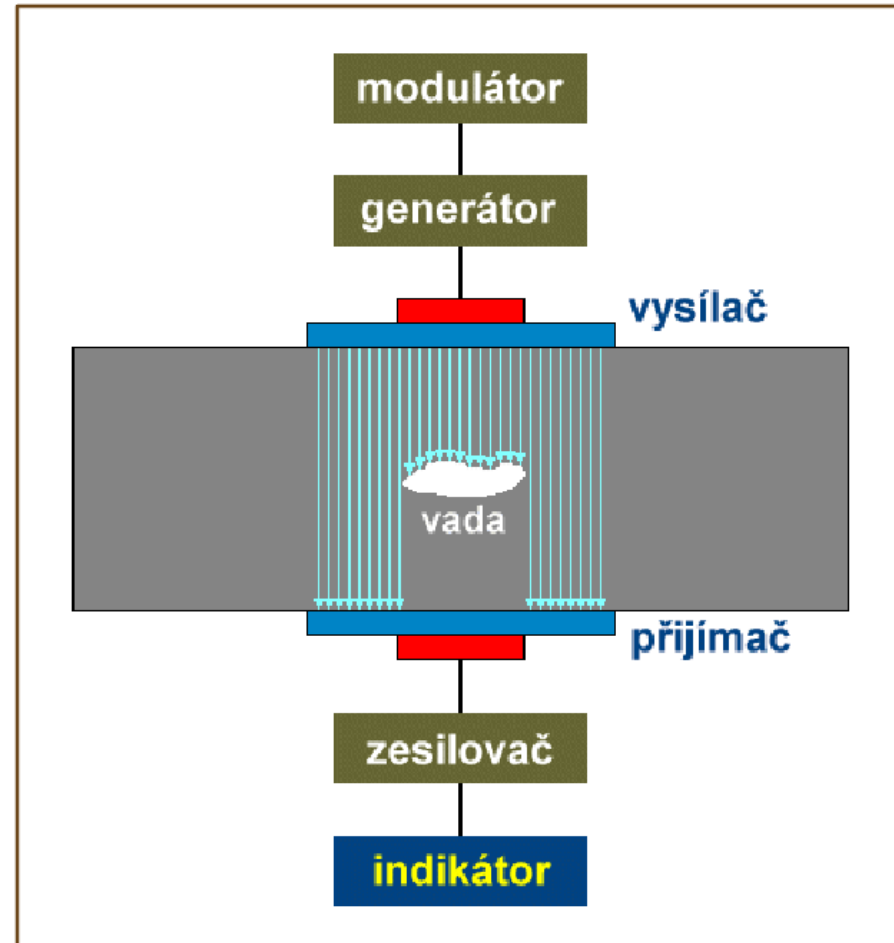 modulátor
generátor
vysílač
vada
přijímač
zesilovač
indikátor